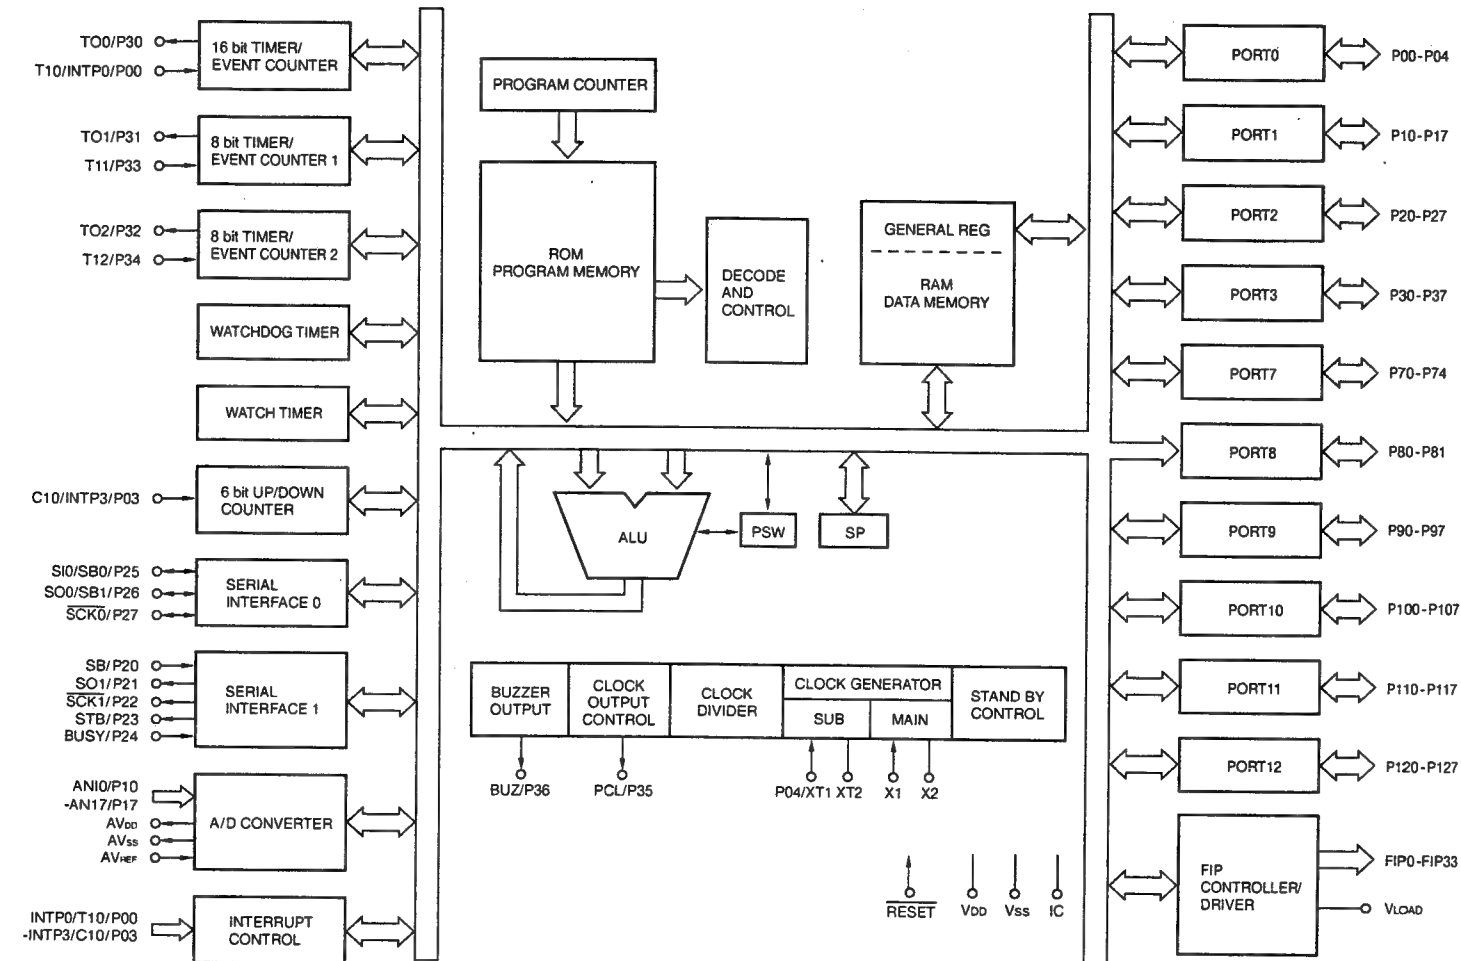 TO0/P30
T10/INTP0/P00
16 bit TIMER/
EVENT COUNTER
TO1/P31
T11/P33
8 bit TIMER/
EVENT COUNTER 1
TO2/P32
T12/P34
8 bit TIMER/
EVENT COUNTER 2
WATCHDOG TIMER
WATCH TIMER
C10/INTP3/P03
6 bit UP/DOWN
COUNTER
SI0/SB0/P25
SO0/SB1/P26
SCK0/P27
SERIAL
INTERFACE 0
SB/P20
SO1/P21
SCK1/P22
STB/P23
BUSY/P24
SERIAL
INTERFACE 1
ANI0/P10
-AN17/P17
AVDD
AVSS
AVREF
A/D CONVERTER
INTP0/T10/P00
-INTP3/C10/P03
INTERRUPT
CONTROL
PROGRAM COUNTER
ROM
PROGRAM MEMORY
DECODE
AND
CONTROL
GENERAL REG
RAM
DATA MEMORY
ALU
PSW
SP
BUZZER
OUTPUT
CLOCK
OUTPUT
CONTROL
CLOCK
DIVIDER
CLOCK GENERATOR
SUB
MAIN
STAND BY
CONTROL
BUZ/P36
PCL/P35
P04/XT1
XT2
X1
X2
RESET
VDD
VSS
IC
PORT0
P00-P04
PORT1
P10-P17
PORT2
P20-P27
PORT3
P30-P37
PORT7
P70-P74
PORT8
P80-P81
PORT9
P90-P97
PORT10
P100-P107
PORT11
P110-P117
PORT12
P120-P127
FIP
CONTROLLER/
DRIVER
FIP0-FIP33
VLOAD